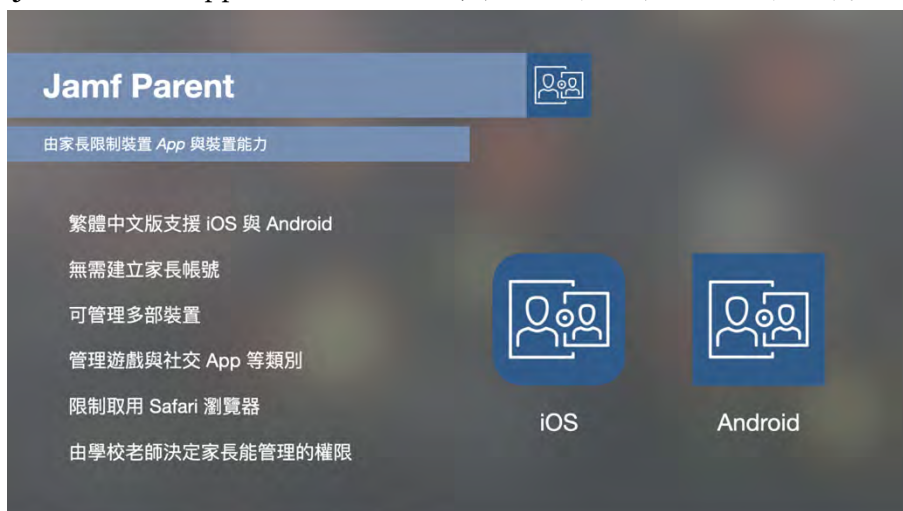 Jamf Parent
由家長限制裝置 App 與裝置能力
繁體中文版支援 iOS 與 Android
無需建立家長帳號
可管理多部裝置
管理遊戲與社交 App 等類別
限制取用 Safari 瀏覽器
由學校老師決定家長能管理的權限
iOS
Android